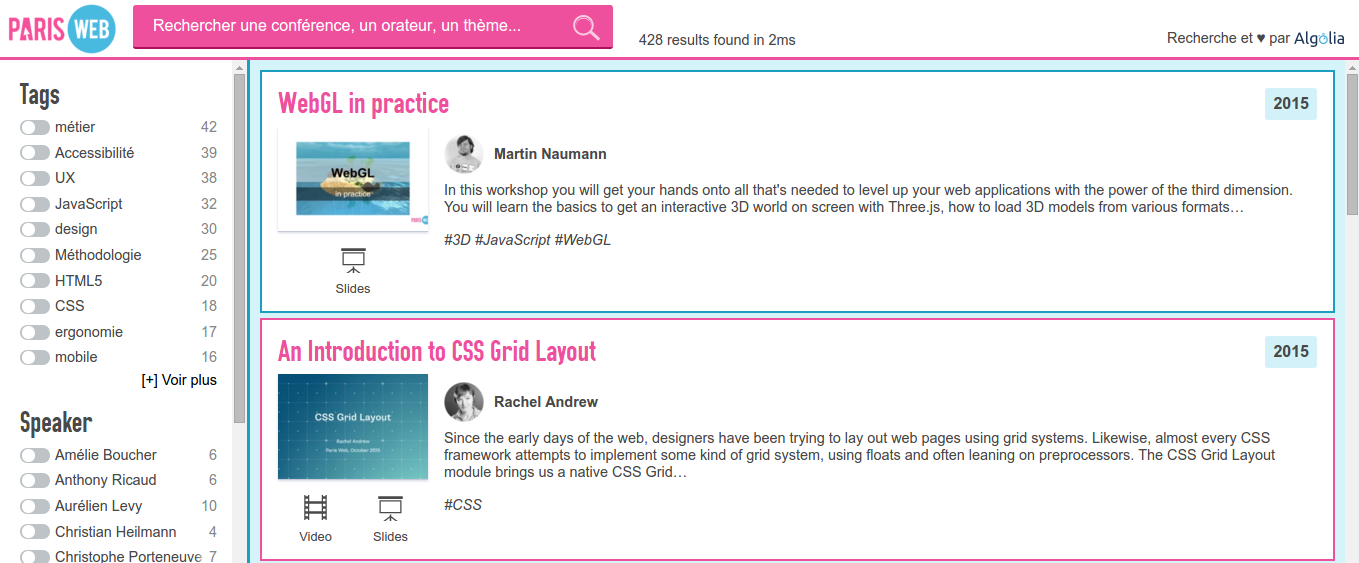 PARIS WEB
Rechercher une conférence, un orateur, un thème...
428 results found in 2ms
Recherche et ♥ par Algolia
Tags
métier 42
Accessibilité 39
UX 38
JavaScript 32
design 30
Méthodologie 25
HTML5 20
CSS 18
ergonomie 17
mobile 16
[+] Voir plus
Speaker
Amélie Boucher 6
Anthony Ricaud 6
Aurélien Levy 10
Christian Heilmann 4
Christophe Porteneuve 7
WebGL in practice
2015
WebGL
in practice
PARIS WEB
Slides
Martin Naumann
In this workshop you will get your hands onto all that's needed to level up your web applications with the power of the third dimension.
You will learn the basics to get an interactive 3D world on screen with Three.js, how to load 3D models from various formats…
#3D #JavaScript #WebGL
An Introduction to CSS Grid Layout
2015
CSS Grid Layout
Rachel Andrew
Paris Web, October 2015
Video
Slides
Rachel Andrew
Since the early days of the web, designers have been trying to lay out web pages using grid systems. Likewise, almost every CSS
framework attempts to implement some kind of grid system, using floats and often leaning on preprocessors. The CSS Grid Layout
module brings us a native CSS Grid…
#CSS